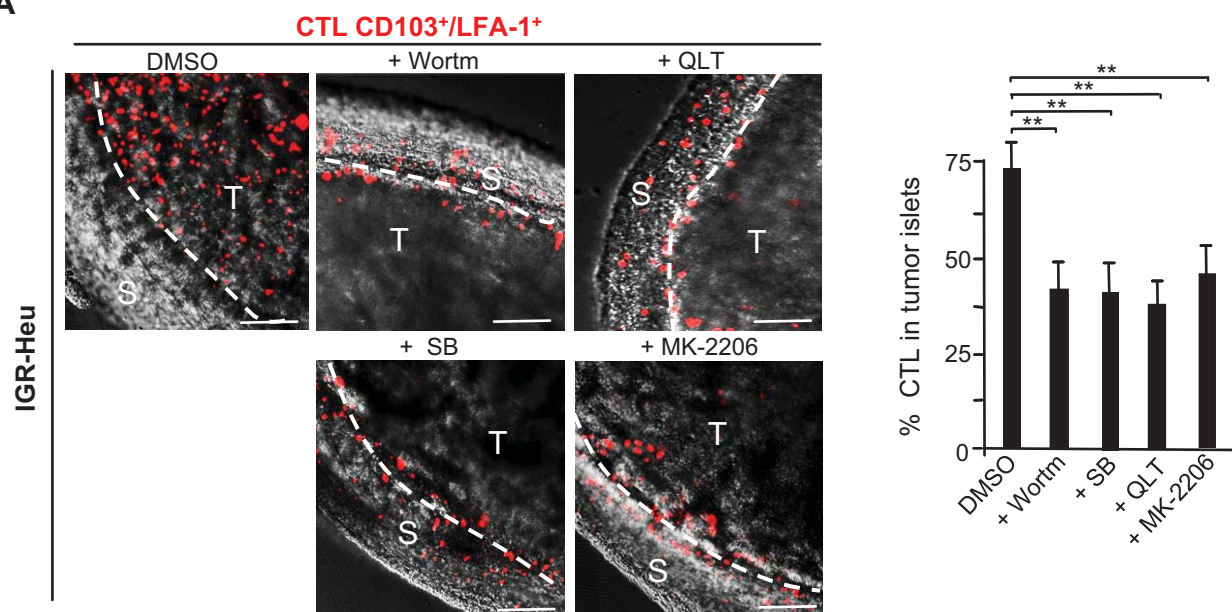 A
CTL CD103⁺/LFA-1⁺
DMSO
+ Wortm
+ QLT
T
S
S
T
S
T
+ SB
+ MK-2206
T
S
T
S
IGR-Heu
**
**
**
**
% CTL in tumor islets
75
50
25
0
DMSO
+ Wortm
+ SB
+ QLT
+ MK-2206